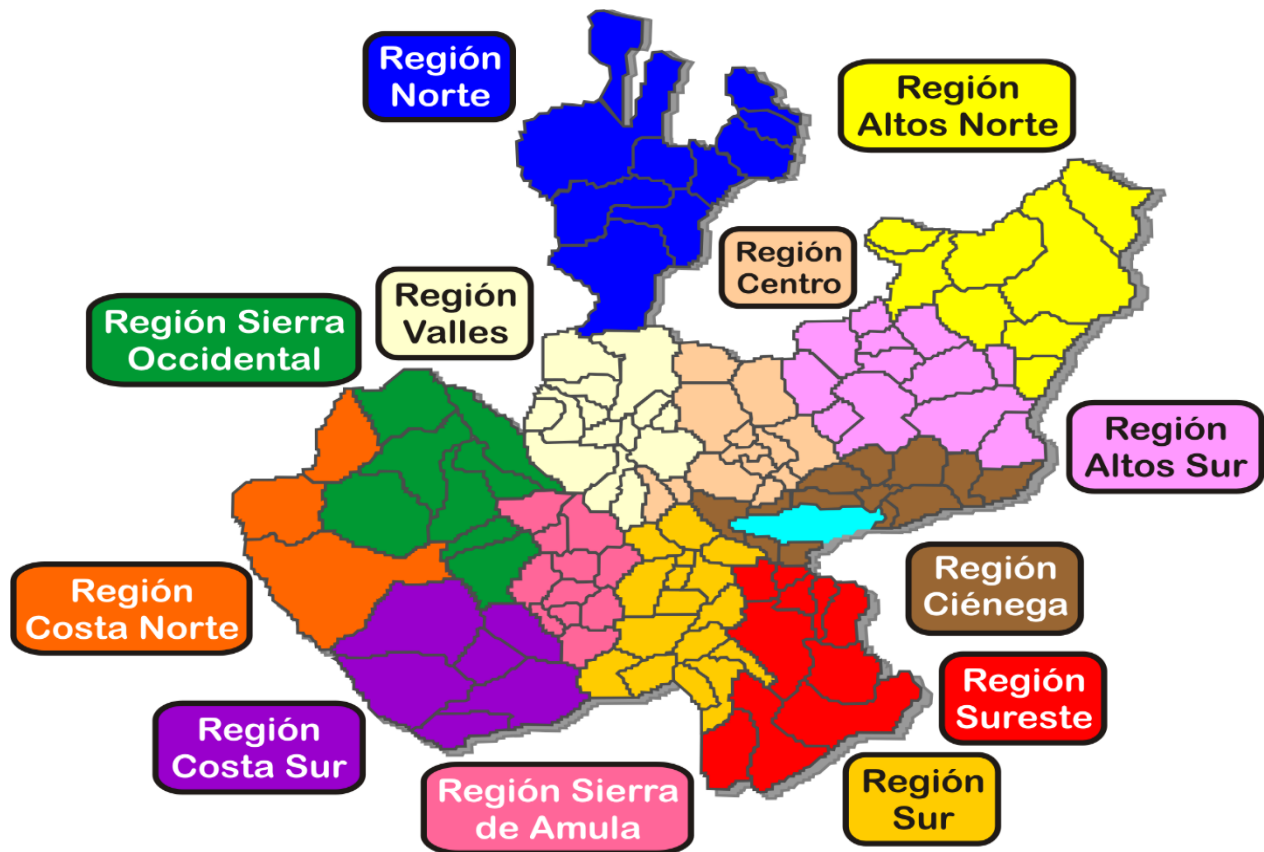 Región
Norte
Región
Altos Norte
Región
Centro
Región
Valles
Región Sierra
Occidental
Región
Altos Sur
Región
Ciénega
Región
Costa Norte
Región
Sureste
Región
Costa Sur
Región Sierra
de Amula
Región
Sur